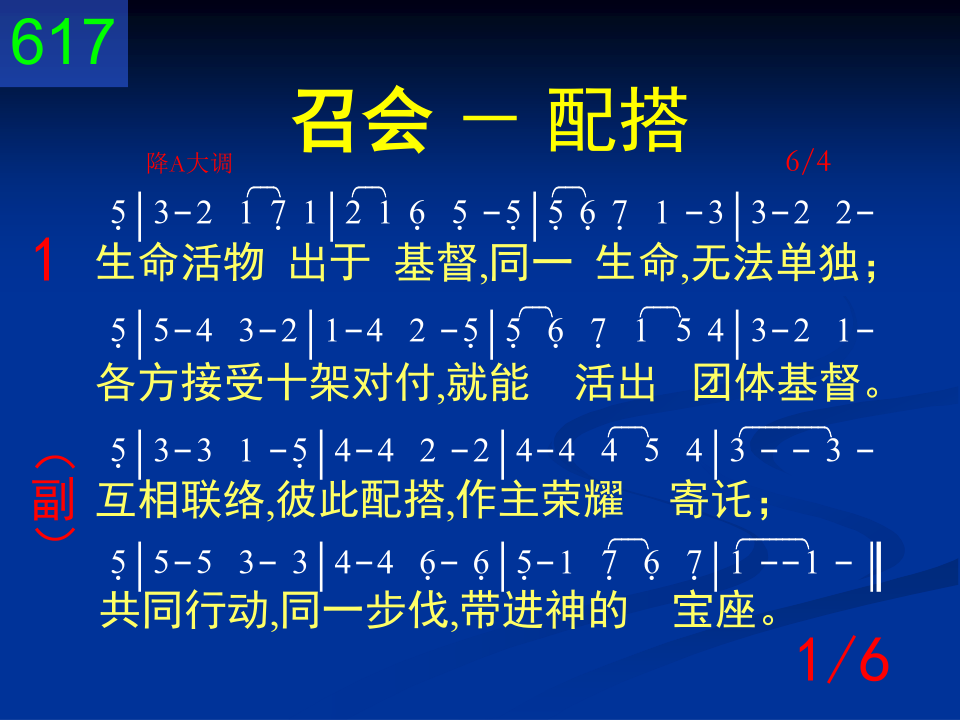 617
召会 － 配搭
降A大调 6/4
5̣│3-2 1 7̣ 1│2 1 6̣ 5̣ -5̣│5̣ 6̣ 7̣ 1 -3│3-2 2-
1 生命活物 出于 基督,同一 生命,无法单独；
5̣│5-4 3-2│1-4 2 -5̣│5̣ 6̣ 7̣ 1 5 4│3-2 1-
各方接受十架对付,就能 活出 团体基督。
5̣│3-3 1 -5̣│4-4 2 -2│4-4 4 5 4│3 - - 3 -
（副） 互相联络,彼此配搭,作主荣耀 寄托；
5̣│5-5 3- 3│4-4 6̣- 6̣│5̣-1 7̣ 6̣ 7̣│1 --1 -‖
共同行动,同一步伐,带进神的 宝座。
1/6